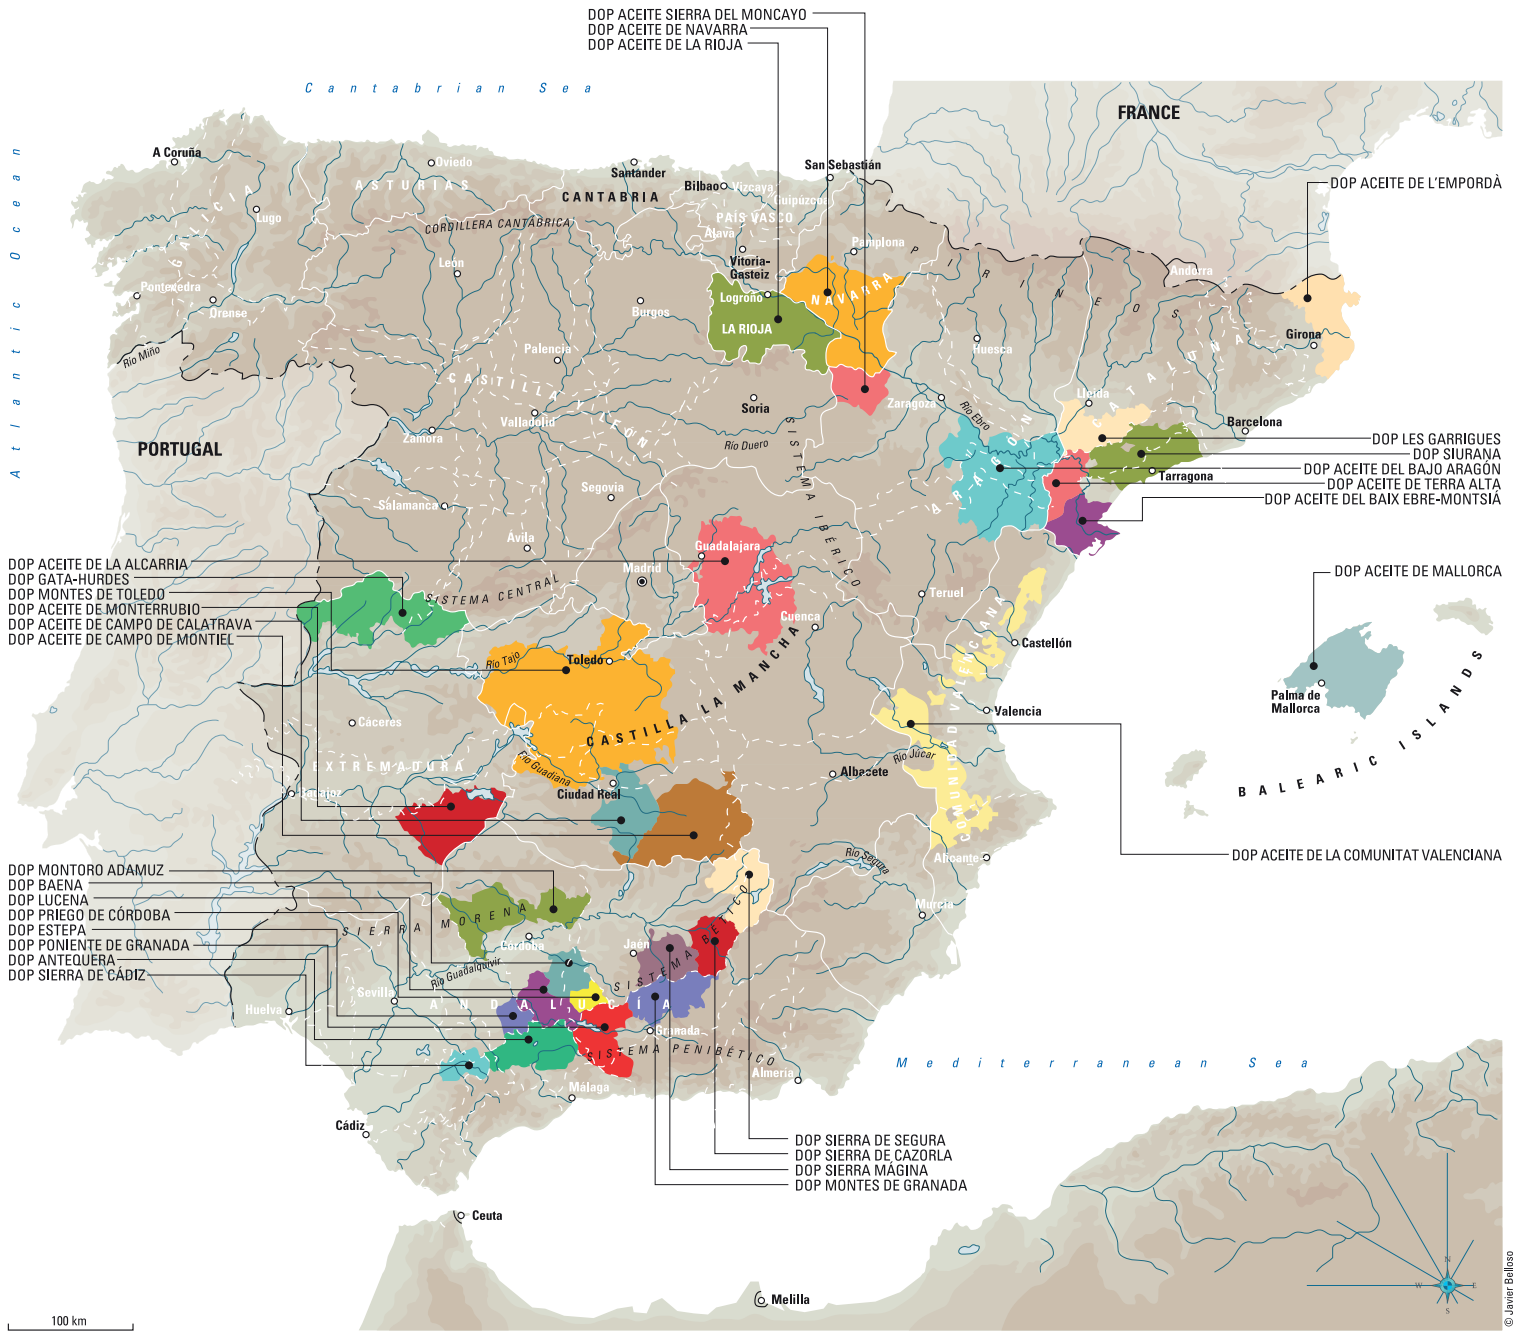 DOP ACEITE SIERRA DEL MONCAYO
DOP ACEITE DE NAVARRA
DOP ACEITE DE LA RIOJA
Cantabrian Sea
FRANCE
A Coruña
Oviedo
Santander
San Sebastián
ASTURIAS
CANTABRIA
Bilbao
Vizcaya
Guipúzcoa
DOP ACEITE DE L'EMPORDÀ
Lugo
GALICIA
CORDILLERA CANTÁBRICA
PAÍS VASCO
Álava
Pamplona
PIRINEOS
León
Vitoria-
Gasteiz
Andorra
Pontevedra
Orense
Burgos
Logroño
NAVARRA
LA RIOJA
Girona
Río Miño
Palencia
Huesca
CATALUÑA
CASTILLA Y LEÓN
Atlantic Ocean
Soria
Zaragoza
Río Ebro
Lleida
Valladolid
Zamora
Barcelona
PORTUGAL
Río Duero
SISTEMA IBÉRICO
ARAGÓN
DOP LES GARRIGUES
DOP SIURANA
DOP ACEITE DEL BAJO ARAGÓN
Tarragona
DOP ACEITE DE TERRA ALTA
DOP ACEITE DEL BAIX EBRE-MONTSIÁ
Segovia
Salamanca
Ávila
Guadalajara
Madrid
DOP ACEITE DE LA ALCARRIA
DOP GATA-HURDES
DOP MONTES DE TOLEDO
DOP ACEITE DE MONTERRUBIO
DOP ACEITE DE CAMPO DE CALATRAVA
DOP ACEITE DE CAMPO DE MONTIEL
SISTEMA CENTRAL
Teruel
DOP ACEITE DE MALLORCA
Cuenca
Castellón
Río Tajo
Toledo
CASTILLA LA MANCHA
COMUNIDAD VALENCIANA
Palma de
Mallorca
BALEARIC ISLANDS
Cáceres
Valencia
EXTREMADURA
Río Guadiana
Río Júcar
Albacete
Badajoz
Ciudad Real
DOP ACEITE DE LA COMUNITAT VALENCIANA
Alicante
Río Segura
DOP MONTORO ADAMUZ
DOP BAENA
DOP LUCENA
DOP PRIEGO DE CÓRDOBA
DOP ESTEPA
DOP PONIENTE DE GRANADA
DOP ANTEQUERA
DOP SIERRA DE CÁDIZ
SIERRA MORENA
Murcia
Córdoba
Jaén
SISTEMA BÉTICO
Río Guadalquivir
Sevilla
ANDALUCÍA
Huelva
Granada
SISTEMA PENIBÉTICO
Mediterranean Sea
Almería
Málaga
Cádiz
DOP SIERRA DE SEGURA
DOP SIERRA DE CAZORLA
DOP SIERRA MÁGINA
DOP MONTES DE GRANADA
Ceuta
Melilla
N
W
E
S
100 km
© Javier Belloso